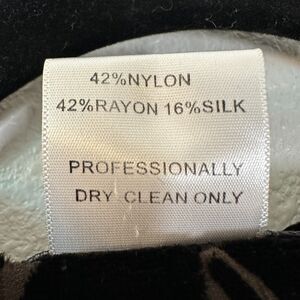 42%NYLON
42%RAYON 16%SILK
PROFESSIONALLY
DRY CLEAN ONLY